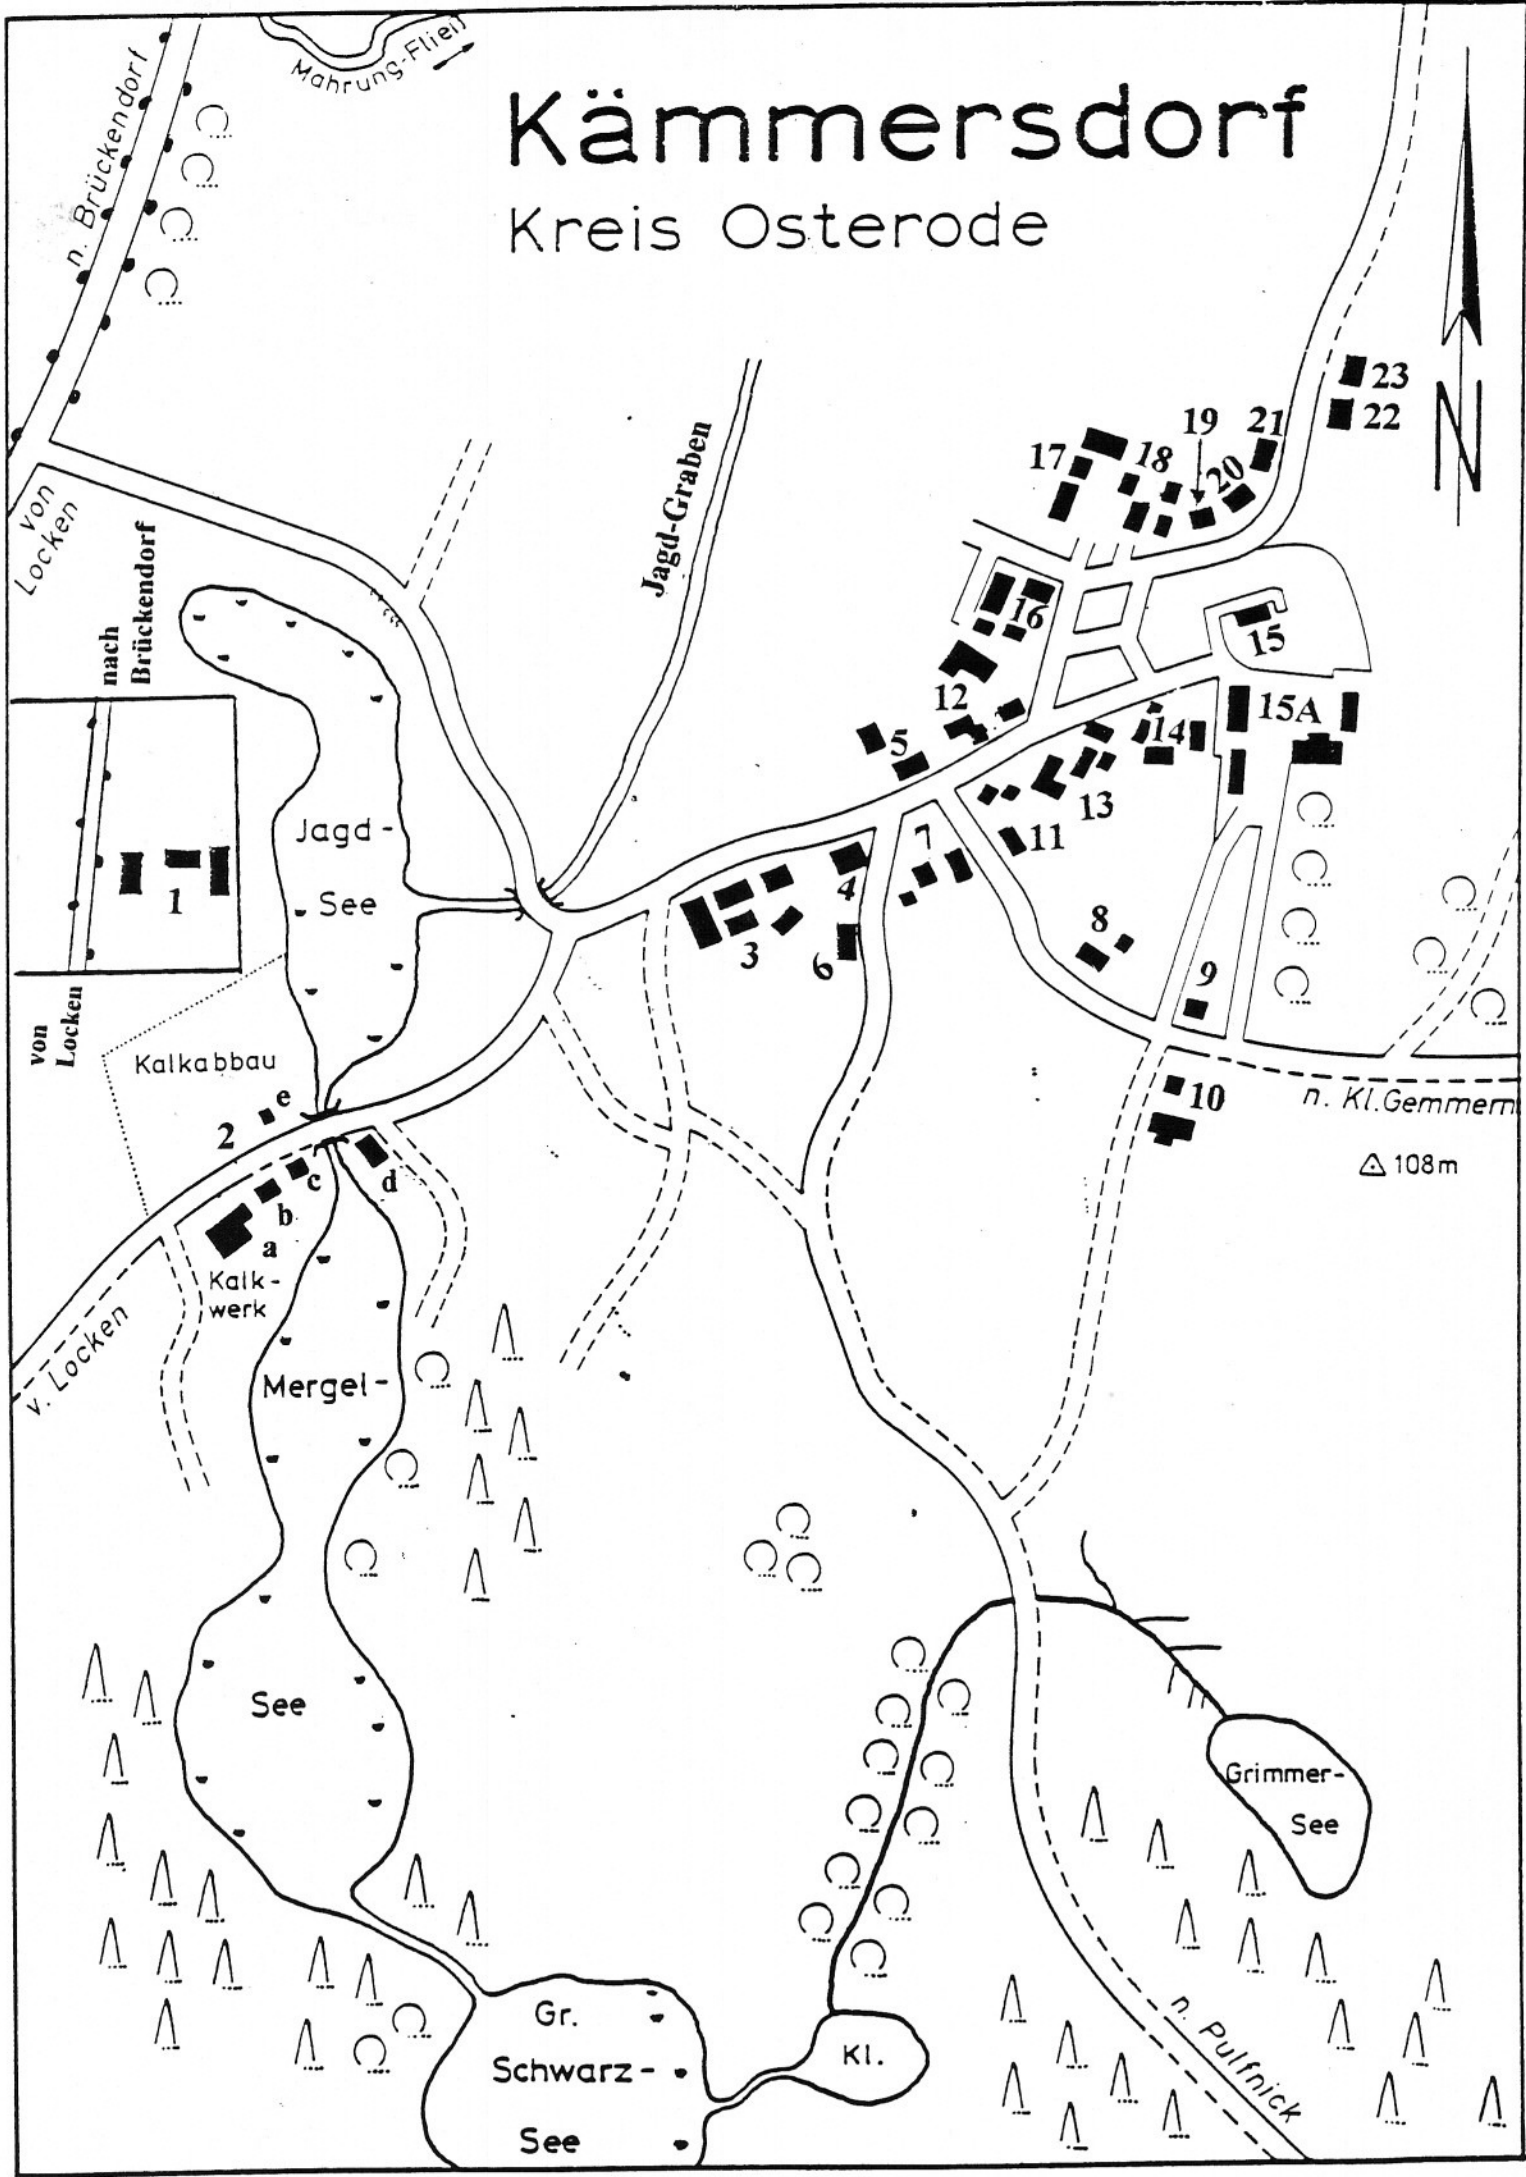 Mahrung-Fließ
Kämmersdorf
Kreis Osterode
n. Brückendorf
von
Locken
nach
Brückendorf
Jagd-Graben
N
23
22
21
19
20
18
17
16
15
15A
14
12
5
13
11
7
4
3
6
8
9
10
1
von
Locken
Jagd-
See
Kalkabbau
e
2
c
d
b
a
Kalk-
werk
v. Locken
n. Kl. Gemmern
108m
Mergel-
See
Grimmer-
See
Gr.
Schwarz-
See
Kl.
n. Pulfnick